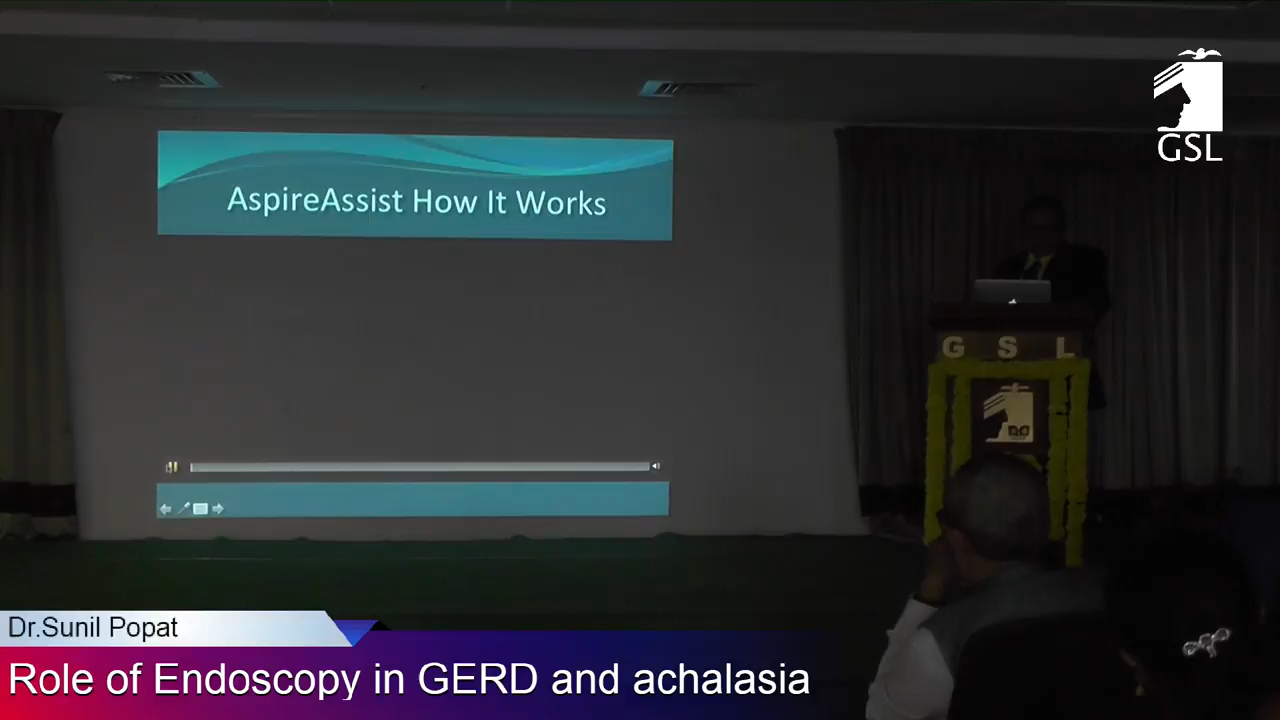 GSL
AspireAssist How It Works
G S L
Dr.Sunil Popat
Role of Endoscopy in GERD and achalasia